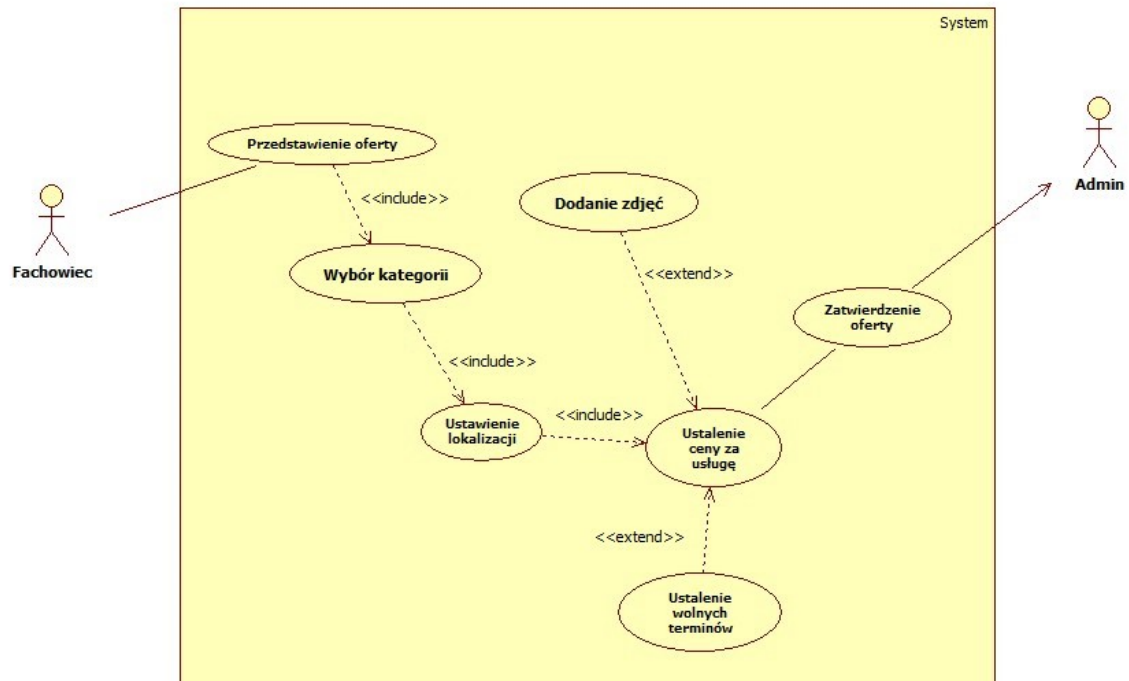 System
Przedstawienie oferty
<<include>>
Dodanie zdjęć
Admin
Fachowiec
Wybór kategorii
<<extend>>
Zatwierdzenie
oferty
<<include>>
Ustawienie
lokalizacji
<<include>>
Ustalenie
ceny za
usługę
<<extend>>
Ustalenie
wolnych
terminów